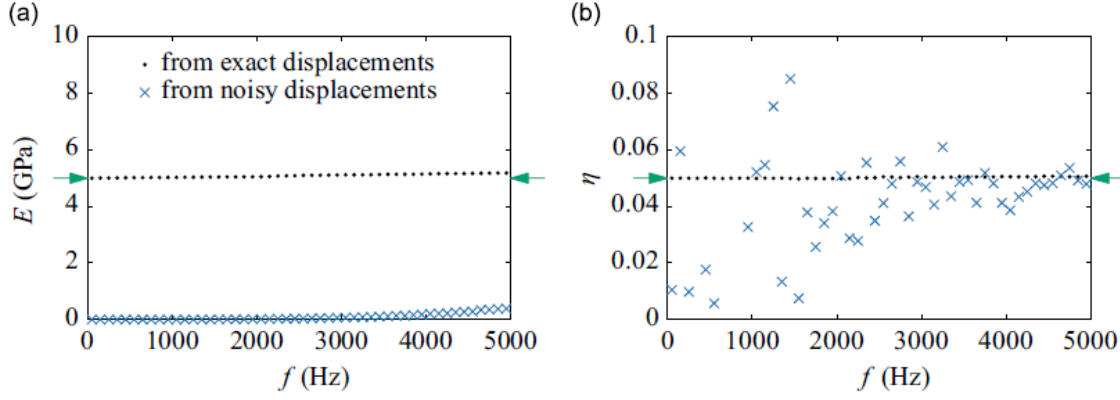 (a)
10
8
6
4
2
0
E (GPa)
from exact displacements
from noisy displacements
0 1000 2000 3000 4000 5000
f (Hz)
(b)
0.1
0.08
0.06
0.04
0.02
0
η
0 1000 2000 3000 4000 5000
f (Hz)